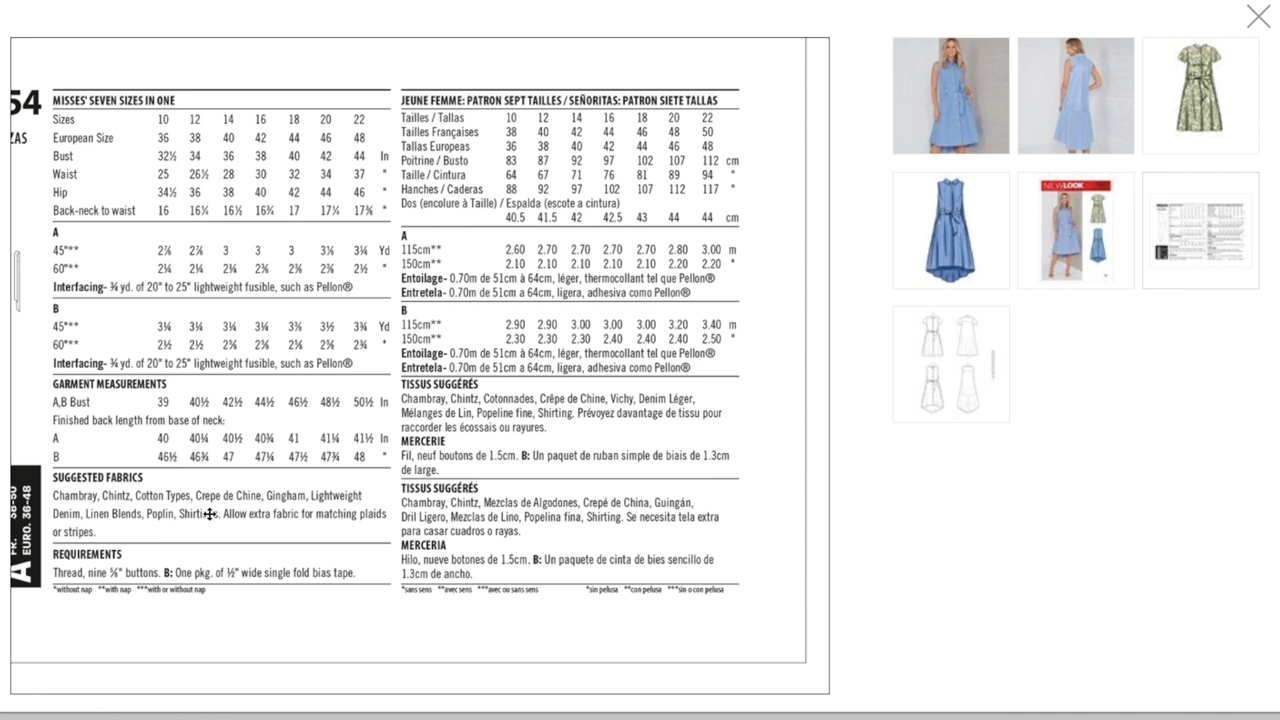 54
ZAS
MISSES' SEVEN SIZES IN ONE
Sizes 10 12 14 16 18 20 22
European Size 36 38 40 42 44 46 48
Bust 32½ 34 36 38 40 42 44 In
Waist 25 26½ 28 30 32 34 37 "
Hip 34½ 36 38 40 42 44 46 "
Back-neck to waist 16 16¼ 16½ 16¾ 17 17¼ 17⅜
A
45"** 2⅞ 2⅞ 3 3 3 3⅛ 3¼ Yd
60"** 2¼ 2¼ 2¼ 2⅜ 2⅜ 2⅜ 2½ "
Interfacing- ¾ yd. of 20" to 25" lightweight fusible, such as Pellon®
B
45"** 3¼ 3¼ 3¼ 3¼ 3⅜ 3½ 3¾ Yd
60"** 2½ 2½ 2⅝ 2⅝ 2⅝ 2⅝ 2¾ "
Interfacing- ¾ yd. of 20" to 25" lightweight fusible, such as Pellon®
GARMENT MEASUREMENTS
A,B Bust 39 40½ 42½ 44½ 46½ 48½ 50½ In
Finished back length from base of neck:
A 40 40¼ 40½ 40¾ 41 41¼ 41½ In
B 46½ 46¾ 47 47¼ 47½ 47¾ 48 "
SUGGESTED FABRICS
Chambray, Chintz, Cotton Types, Crepe de Chine, Gingham, Lightweight
Denim, Linen Blends, Poplin, Shirtings. Allow extra fabric for matching plaids
or stripes.
REQUIREMENTS
Thread, nine ⅝" buttons. B: One pkg. of ½" wide single fold bias tape.
*without nap **with nap ***with or without nap
A FR. 38-50
EURO. 36-48
JEUNE FEMME: PATRON SEPT TAILLES / SEÑORITAS: PATRON SIETE TALLAS
Tailles / Tallas 10 12 14 16 18 20 22
Tailles Françaises 38 40 42 44 46 48 50
Tallas Europeas 36 38 40 42 44 46 48
Poitrine / Busto 83 87 92 97 102 107 112 cm
Taille / Cintura 64 67 71 76 81 89 94 "
Hanches / Caderas 88 92 97 102 107 112 117 "
Dos (encolure à Taille) / Espalda (escote a cintura)
40.5 41.5 42 42.5 43 44 44 cm
A
115cm** 2.60 2.70 2.70 2.70 2.70 2.80 3.00 m
150cm** 2.10 2.10 2.10 2.10 2.10 2.20 2.20 "
Entoilage- 0.70m de 51cm à 64cm, léger, thermocollant tel que Pellon®
Entretela- 0.70m de 51cm a 64cm, ligera, adhesiva como Pellon®
B
115cm** 2.90 2.90 3.00 3.00 3.00 3.20 3.40 m
150cm** 2.30 2.30 2.30 2.40 2.40 2.40 2.50 "
Entoilage- 0.70m de 51cm à 64cm, léger, thermocollant tel que Pellon®
Entretela- 0.70m de 51cm a 64cm, ligera, adhesiva como Pellon®
TISSUS SUGGÉRÉS
Chambray, Chintz, Cotonnades, Crêpe de Chine, Vichy, Denim Léger,
Mélanges de Lin, Popeline fine, Shirting. Prévoyez davantage de tissu pour
raccorder les écossais ou rayures.
MERCERIE
Fil, neuf boutons de 1.5cm. B: Un paquet de ruban simple de biais de 1.3cm
de large.
TISSUS SUGGÉRÉS
Chambray, Chintz, Mezclas de Algodones, Crepé de China, Guingán,
Dril Ligero, Mezclas de Lino, Popelina fina, Shirting. Se necesita tela extra
para casar cuadros o rayas.
MERCERIA
Hilo, nueve botones de 1.5cm. B: Un paquete de cinta de bies sencillo de
1.3cm de ancho.
*sans sens **avec sens ***avec ou sans sens *sin pelusa **con pelusa ***sin o con pelusa
NEW LOOK